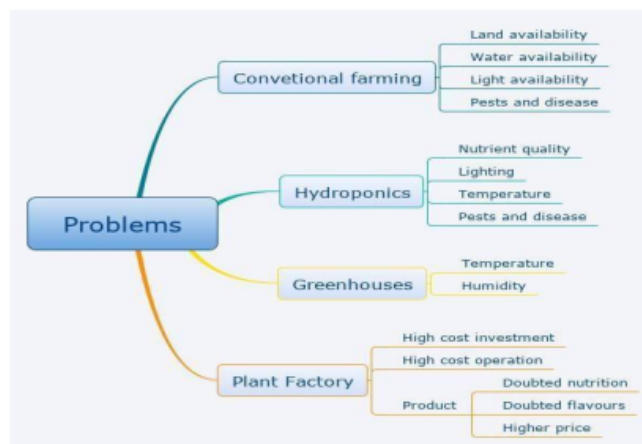 Problems
Convetional farming
Land availability
Water availability
Light availability
Pests and disease
Hydroponics
Nutrient quality
Lighting
Temperature
Pests and disease
Greenhouses
Temperature
Humidity
Plant Factory
High cost investment
High cost operation
Product
Doubted nutrition
Doubted flavours
Higher price